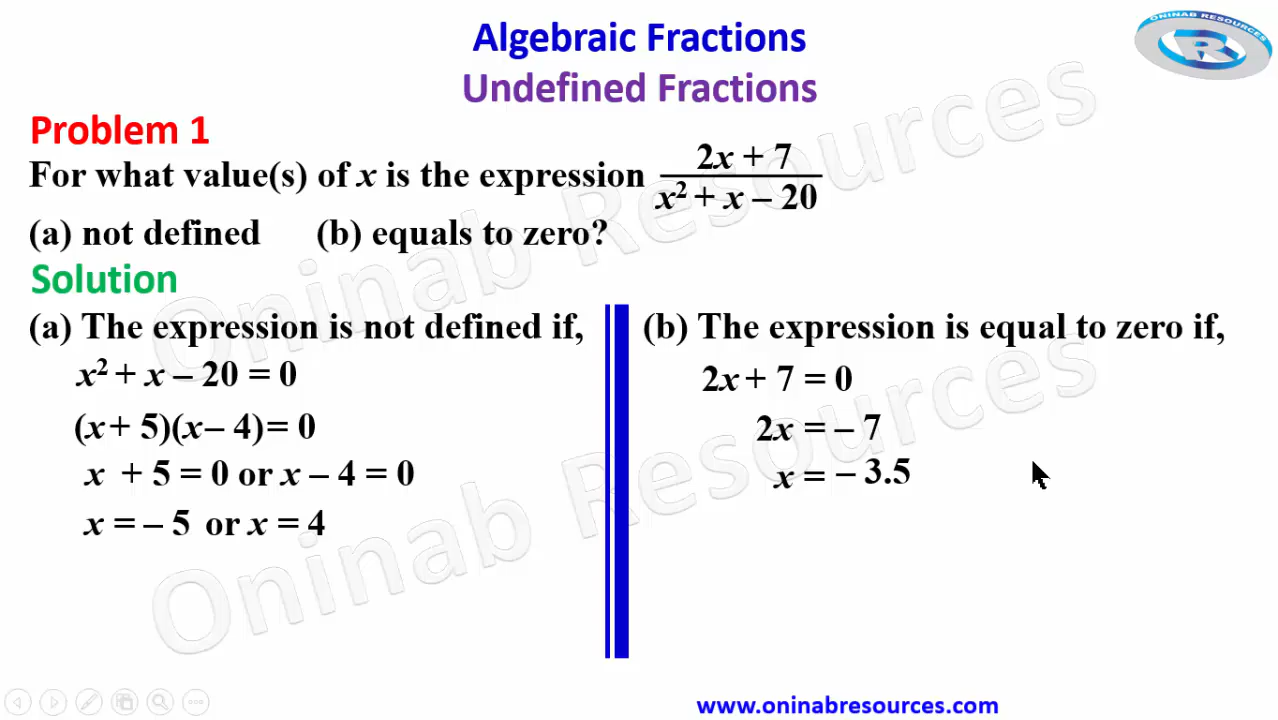 ONINAB RESOURCES
R
Algebraic Fractions
Undefined Fractions
Problem 1
For what value(s) of x is the expression (2x + 7)/(x² + x – 20)
(a) not defined (b) equals to zero?
Solution
(a) The expression is not defined if,
x² + x – 20 = 0
(x + 5)(x – 4) = 0
x + 5 = 0 or x – 4 = 0
x = – 5 or x = 4
(b) The expression is equal to zero if,
2x + 7 = 0
2x = – 7
x = – 3.5
Oninab Resources
Oninab Resources
www.oninabresources.com